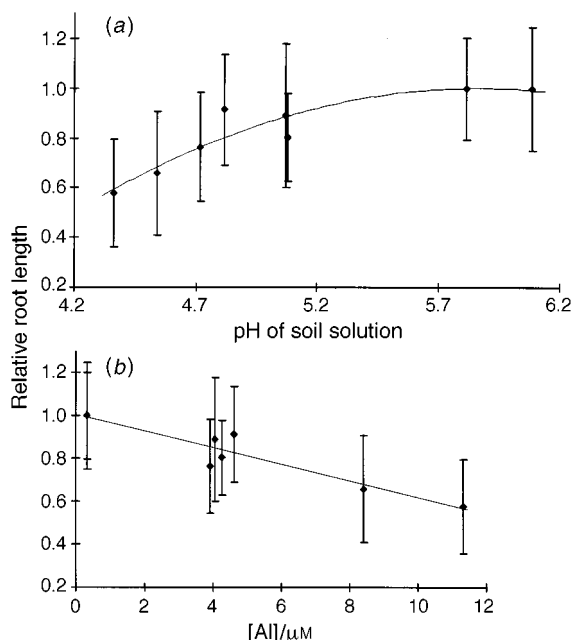 (a)
1.2
1.0
0.8
0.6
0.4
0.2
4.2 4.7 5.2 5.7 6.2
pH of soil solution
Relative root length
(b)
1.2
1.0
0.8
0.6
0.4
0.2
0 2 4 6 8 10 12
[Al]/μM